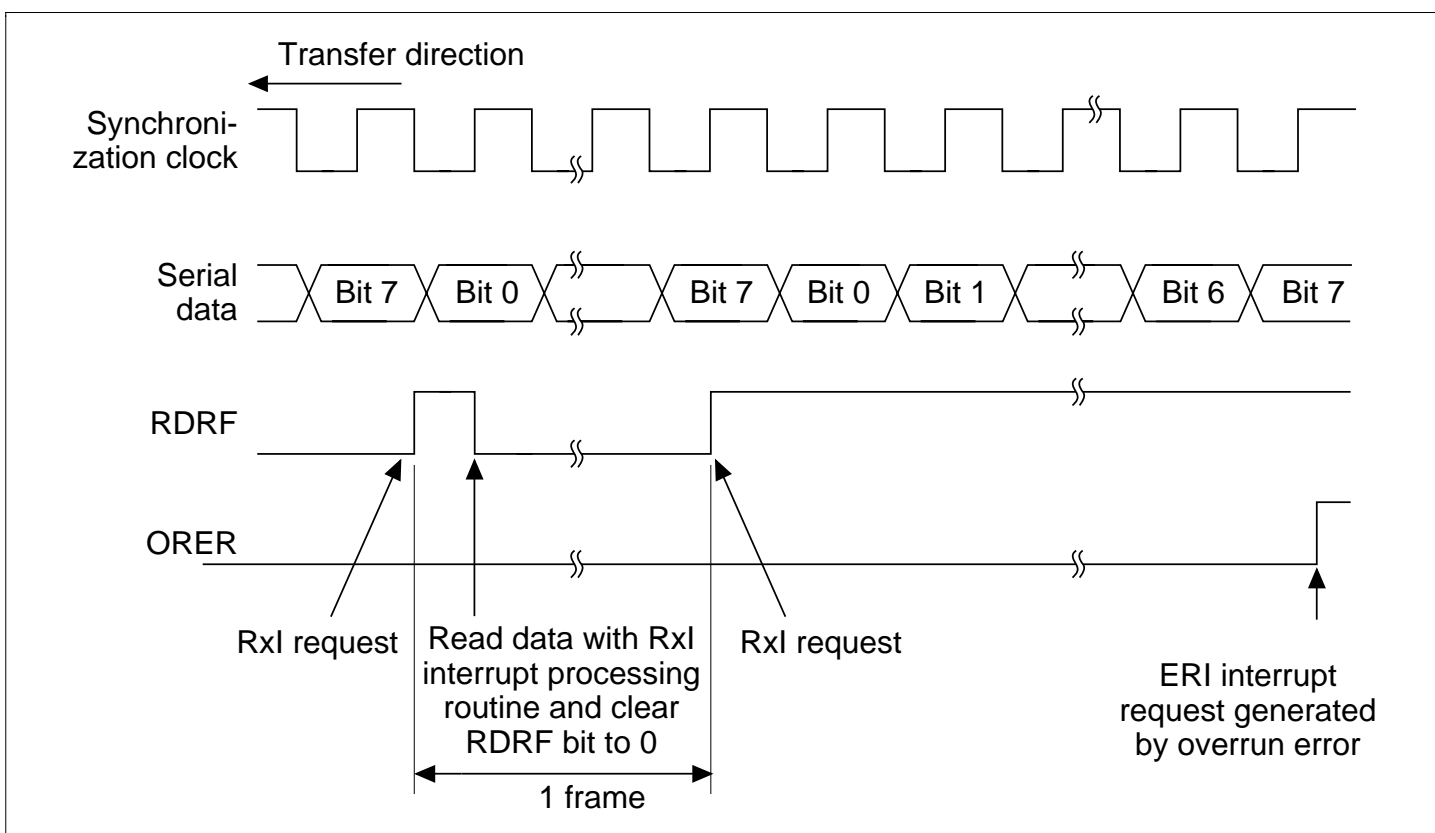 Transfer direction
Synchroni-
zation clock
Serial
data
Bit 7
Bit 0
Bit 7
Bit 0
Bit 1
Bit 6
Bit 7
RDRF
ORER
RxI request
Read data with RxI
interrupt processing
routine and clear
RDRF bit to 0
RxI request
ERI interrupt
request generated
by overrun error
1 frame